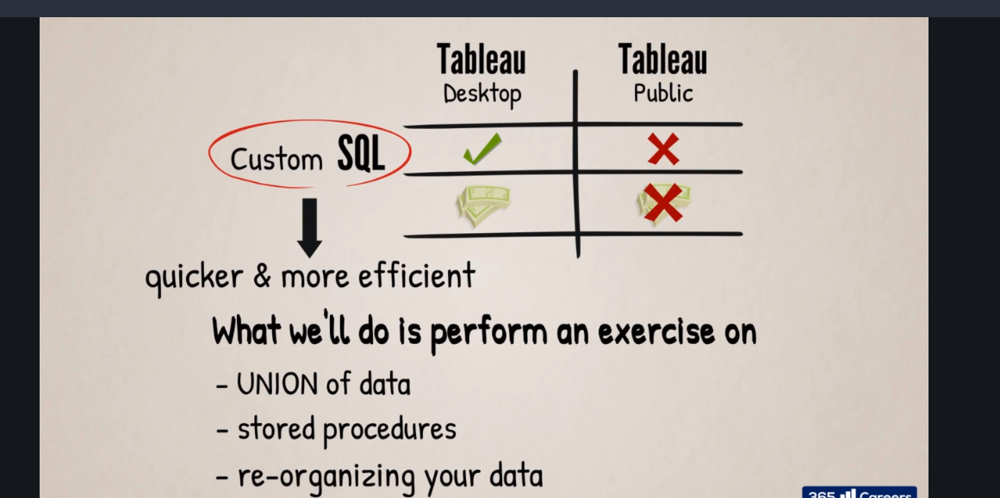 Tableau Tableau
Desktop Public
Custom SQL
quicker & more efficient
What we'll do is perform an exercise on
- UNION of data
- stored procedures
- re-organizing your data
365 Careers